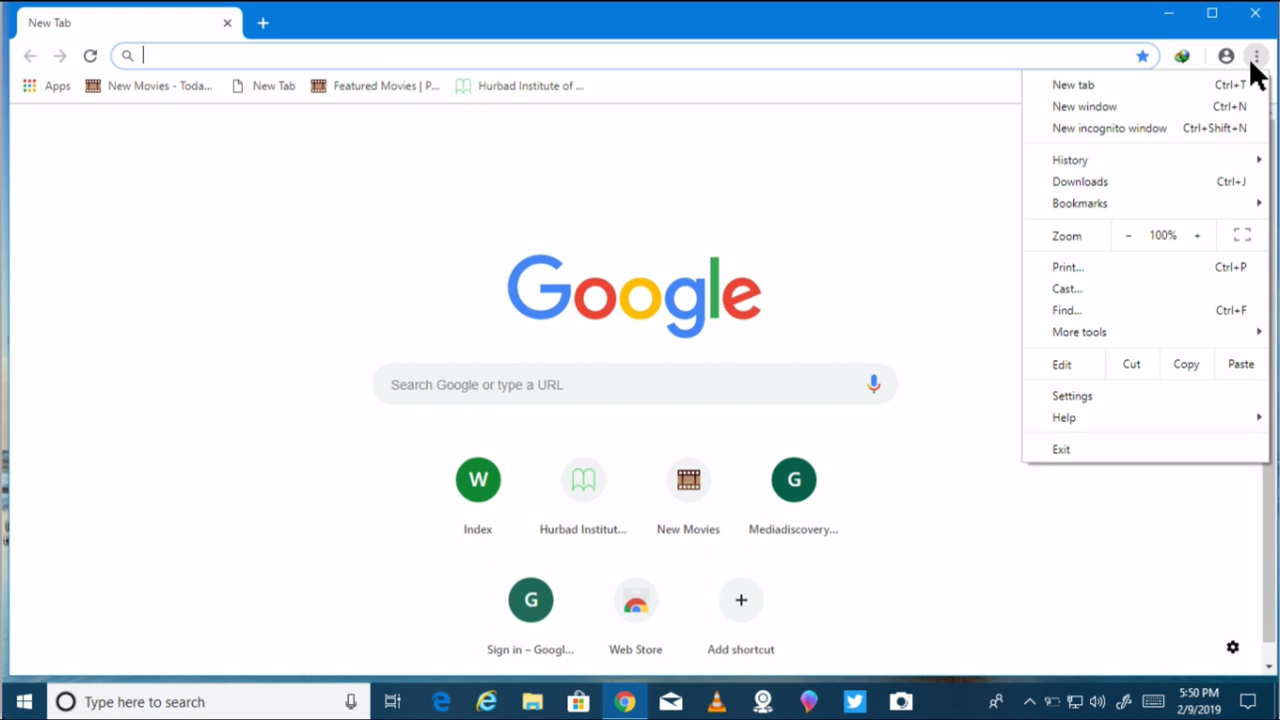 New Tab
Apps
New Movies - Toda...
New Tab
Featured Movies | P...
Hurbad Institute of ...
New tab Ctrl+T
New window Ctrl+N
New incognito window Ctrl+Shift+N
History
Downloads Ctrl+J
Bookmarks
Zoom - 100% +
Print... Ctrl+P
Cast...
Find... Ctrl+F
More tools
Edit Cut Copy Paste
Settings
Help
Exit
Google
Search Google or type a URL
W
G
Index
Hurbad Institut...
New Movies
Mediadiscovery...
G
+
Sign in – Googl...
Web Store
Add shortcut
Type here to search
5:50 PM
2/9/2019